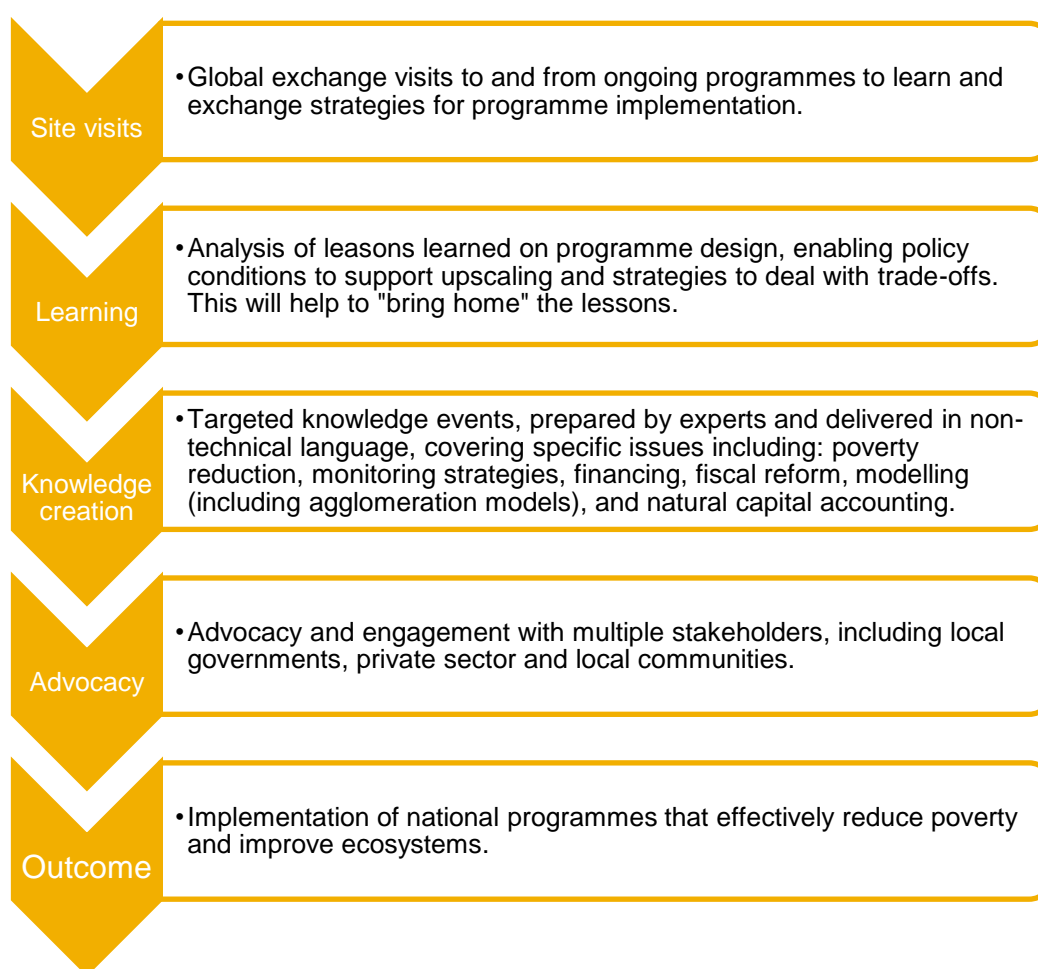 Site visits
•Global exchange visits to and from ongoing programmes to learn and
exchange strategies for programme implementation.
Learning
•Analysis of leasons learned on programme design, enabling policy
conditions to support upscaling and strategies to deal with trade-offs.
This will help to "bring home" the lessons.
Knowledge
creation
•Targeted knowledge events, prepared by experts and delivered in non-
technical language, covering specific issues including: poverty
reduction, monitoring strategies, financing, fiscal reform, modelling
(including agglomeration models), and natural capital accounting.
Advocacy
•Advocacy and engagement with multiple stakeholders, including local
governments, private sector and local communities.
Outcome
•Implementation of national programmes that effectively reduce poverty
and improve ecosystems.